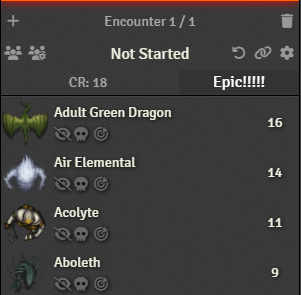 Encounter 1 / 1
Not Started
CR: 18
Epic!!!!!
Adult Green Dragon
16
Air Elemental
14
Acolyte
11
Aboleth
9